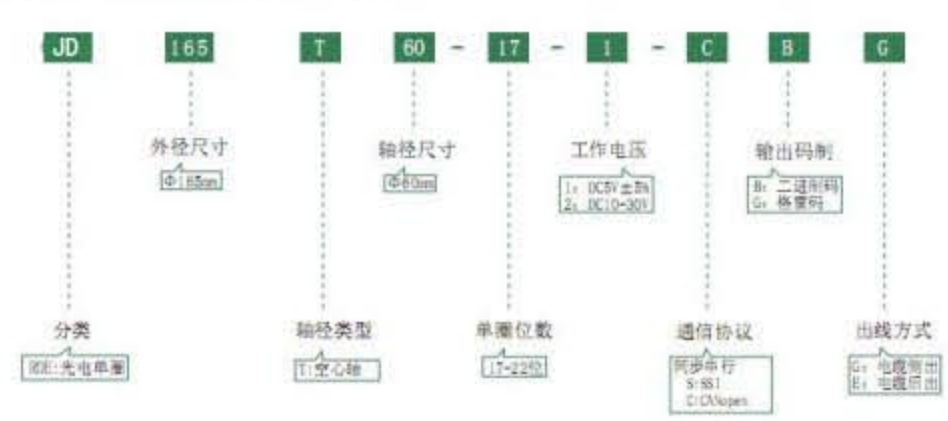 JD 165 T 60 - 17 - 1 - C B G
外径尺寸
Φ165mm
轴径尺寸
Φ60mm
工作电压
1: DC5V±5%
2: DC10-30V
输出码制
B: 二进制码
G: 格雷码
分类
光电单圈
轴径类型
T:空心轴
单圈位数
17-22位
通信协议
同步串行
S:SSI
C:CANopen
出线方式
G: 电缆侧出
E: 电缆后出